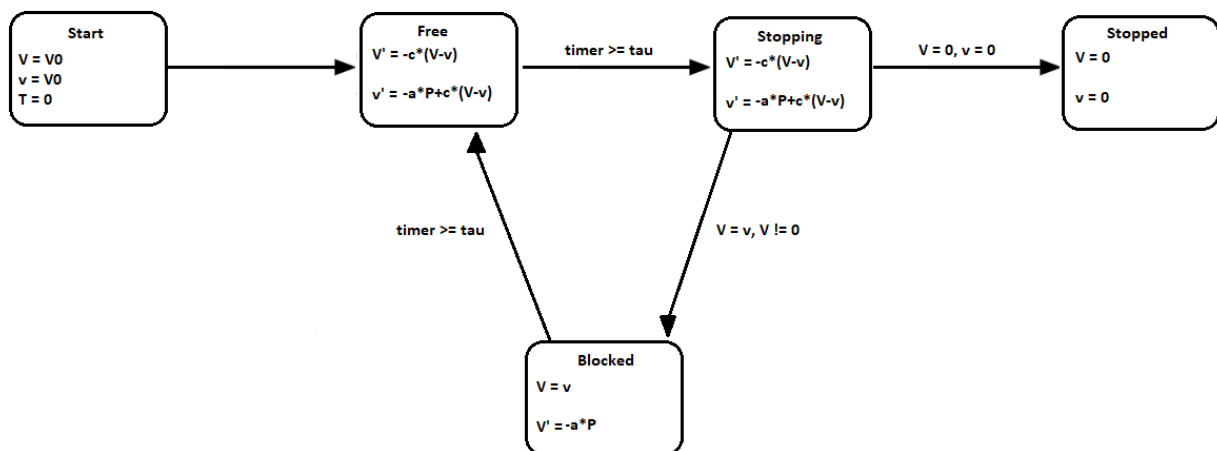 Start
V = V0
v = V0
T = 0
Free
V' = -c*(V-v)
v' = -a*P+c*(V-v)
timer >= tau
Stopping
V' = -c*(V-v)
v' = -a*P+c*(V-v)
V = 0, v = 0
Stopped
V = 0
v = 0
timer >= tau
V = v, V != 0
Blocked
V = v
V' = -a*P